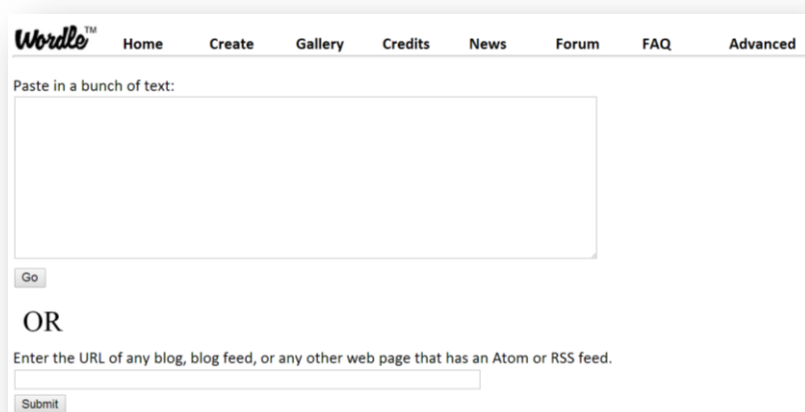 Wordle™ Home Create Gallery Credits News Forum FAQ Advanced
Paste in a bunch of text:
Go
OR
Enter the URL of any blog, blog feed, or any other web page that has an Atom or RSS feed.
Submit